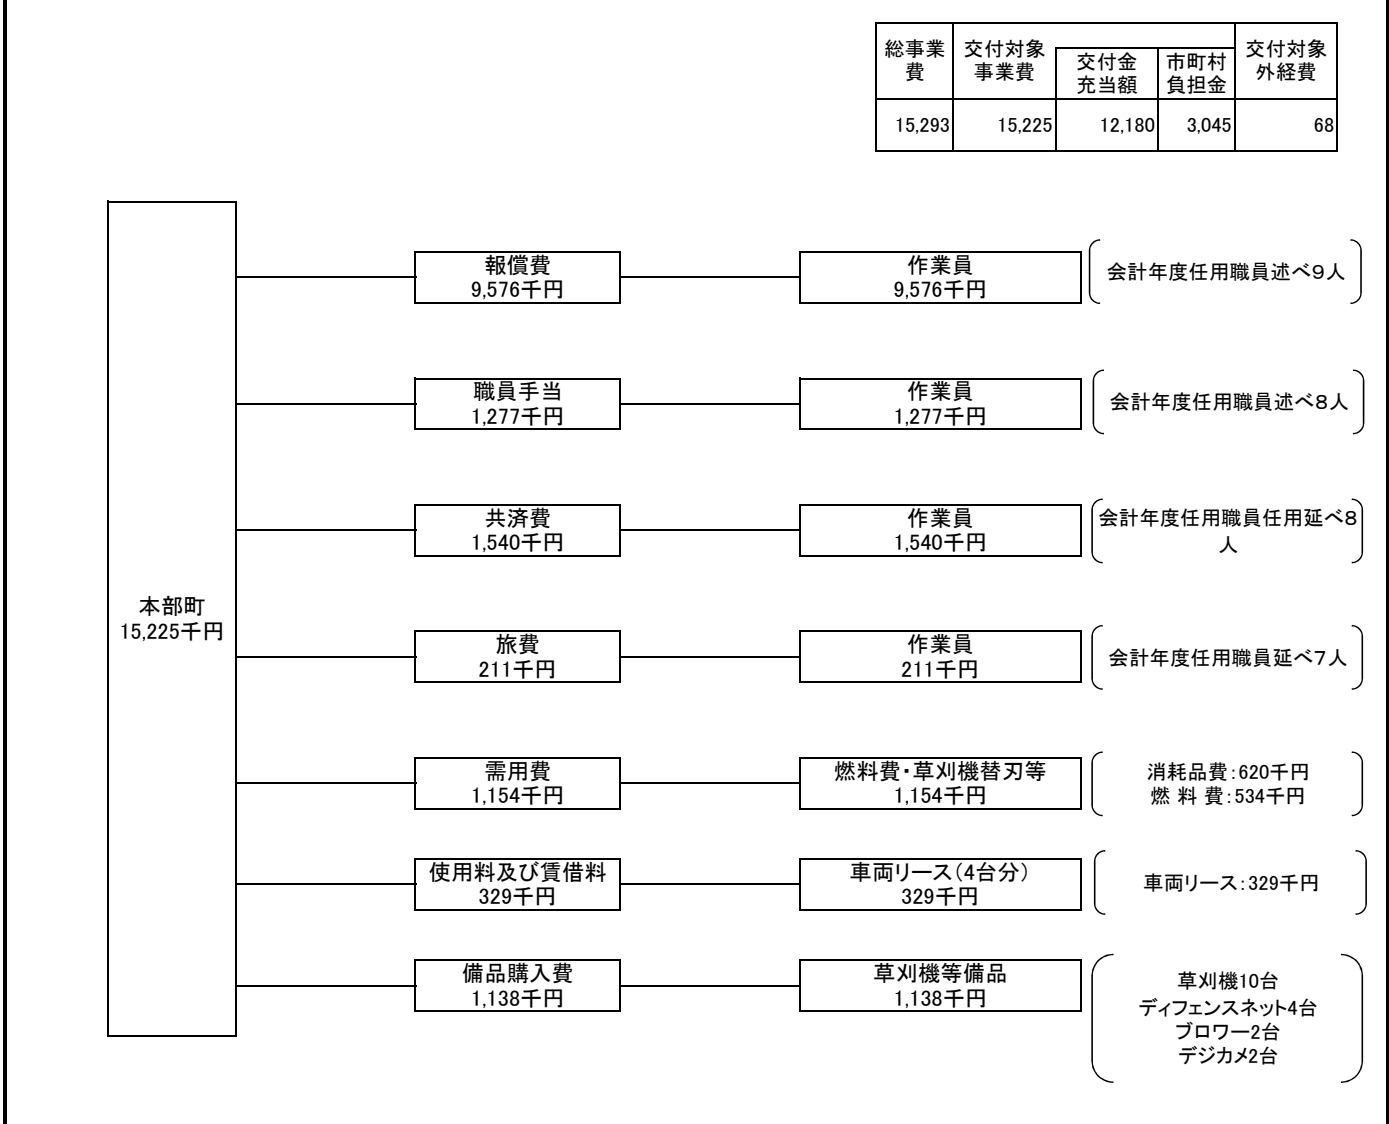 総事業
費
交付対象
事業費
交付金
充当額
市町村
負担金
交付対象
外経費
15,293 15,225 12,180 3,045 68
本部町
15,225千円
報償費
9,576千円
作業員
9,576千円
会計年度任用職員述べ９人
職員手当
1,277千円
作業員
1,277千円
会計年度任用職員述べ８人
共済費
1,540千円
作業員
1,540千円
会計年度任用職員任用延べ８
人
旅費
211千円
作業員
211千円
会計年度任用職員延べ７人
需用費
1,154千円
燃料費・草刈機替刃等
1,154千円
消耗品費：620千円
燃 料 費：534千円
使用料及び賃借料
329千円
車両リース（4台分）
329千円
車両リース：329千円
備品購入費
1,138千円
草刈機等備品
1,138千円
草刈機10台
ディフェンスネット4台
ブロワー2台
デジカメ2台